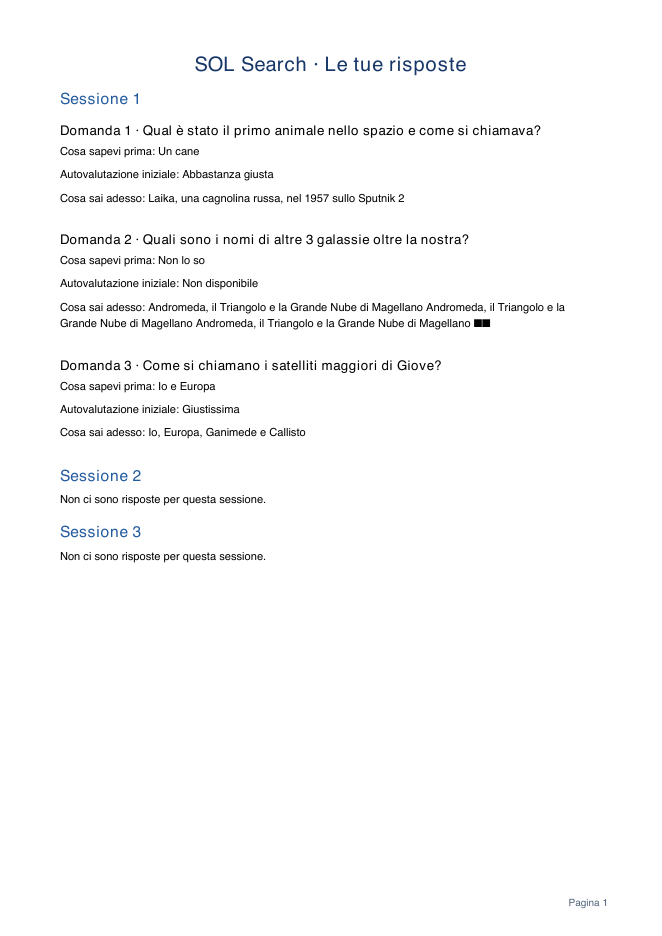 SOL Search · Le tue risposte
Sessione 1
Domanda 1 · Qual è stato il primo animale nello spazio e come si chiamava?
Cosa sapevi prima: Un cane
Autovalutazione iniziale: Abbastanza giusta
Cosa sai adesso: Laika, una cagnolina russa, nel 1957 sullo Sputnik 2
Domanda 2 · Quali sono i nomi di altre 3 galassie oltre la nostra?
Cosa sapevi prima: Non lo so
Autovalutazione iniziale: Non disponibile
Cosa sai adesso: Andromeda, il Triangolo e la Grande Nube di Magellano Andromeda, il Triangolo e la
Grande Nube di Magellano Andromeda, il Triangolo e la Grande Nube di Magellano ■■
Domanda 3 · Come si chiamano i satelliti maggiori di Giove?
Cosa sapevi prima: Io e Europa
Autovalutazione iniziale: Giustissima
Cosa sai adesso: Io, Europa, Ganimede e Callisto
Sessione 2
Non ci sono risposte per questa sessione.
Sessione 3
Non ci sono risposte per questa sessione.
Pagina 1